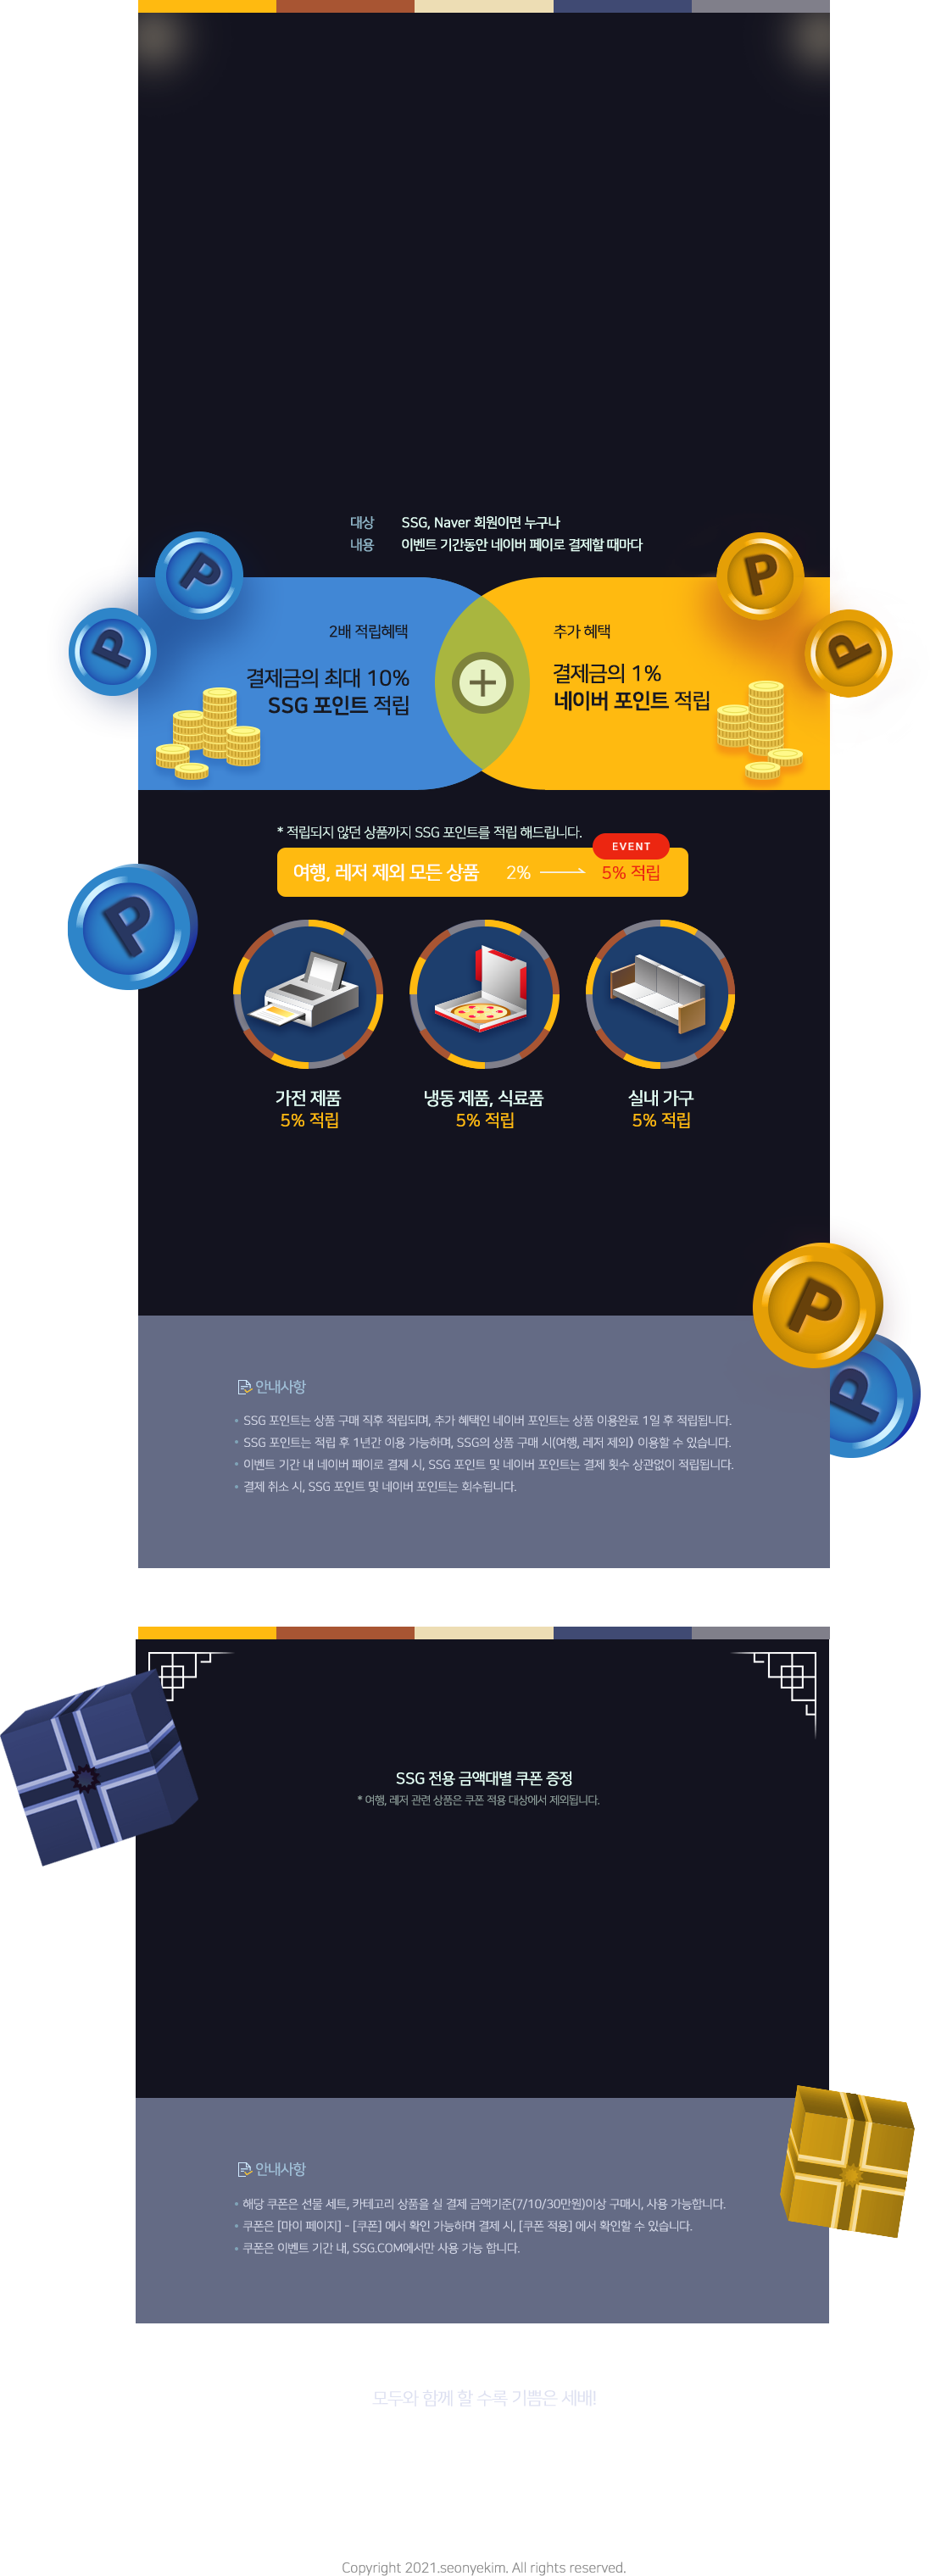 대상 SSG, Naver 회원이면 누구나
내용 이벤트 기간동안 네이버 페이로 결제할 때마다
P
P
P
P
2배 적립혜택
결제금의 최대 10%
SSG 포인트 적립
추가 혜택
결제금의 1%
네이버 포인트 적립
* 적립되지 않던 상품까지 SSG 포인트를 적립 해드립니다.
EVENT
여행, 레저 제외 모든 상품 2% 5% 적립
P
가전 제품
5% 적립
냉동 제품, 식료품
5% 적립
실내 가구
5% 적립
P
P
안내사항
• SSG 포인트는 상품 구매 직후 적립되며, 추가 혜택인 네이버 포인트는 상품 이용완료 1일 후 적립됩니다.
• SSG 포인트는 적립 후 1년간 이용 가능하며, SSG의 상품 구매 시(여행, 레저 제외) 이용할 수 있습니다.
• 이벤트 기간 내 네이버 페이로 결제 시, SSG 포인트 및 네이버 포인트는 결제 횟수 상관없이 적립됩니다.
• 결제 취소 시, SSG 포인트 및 네이버 포인트는 회수됩니다.
SSG 전용 금액대별 쿠폰 증정
* 여행, 레저 관련 상품은 쿠폰 적용 대상에서 제외됩니다.
안내사항
• 해당 쿠폰은 선물 세트, 카테고리 상품을 실 결제 금액기준(7/10/30만원)이상 구매시, 사용 가능합니다.
• 쿠폰은 [마이 페이지] - [쿠폰] 에서 확인 가능하며 결제 시, [쿠폰 적용] 에서 확인할 수 있습니다.
• 쿠폰은 이벤트 기간 내, SSG.COM에서만 사용 가능 합니다.
모두와 함께 할 수록 기쁨은 세배!
Copyright 2021.seonyekim. All rights reserved.